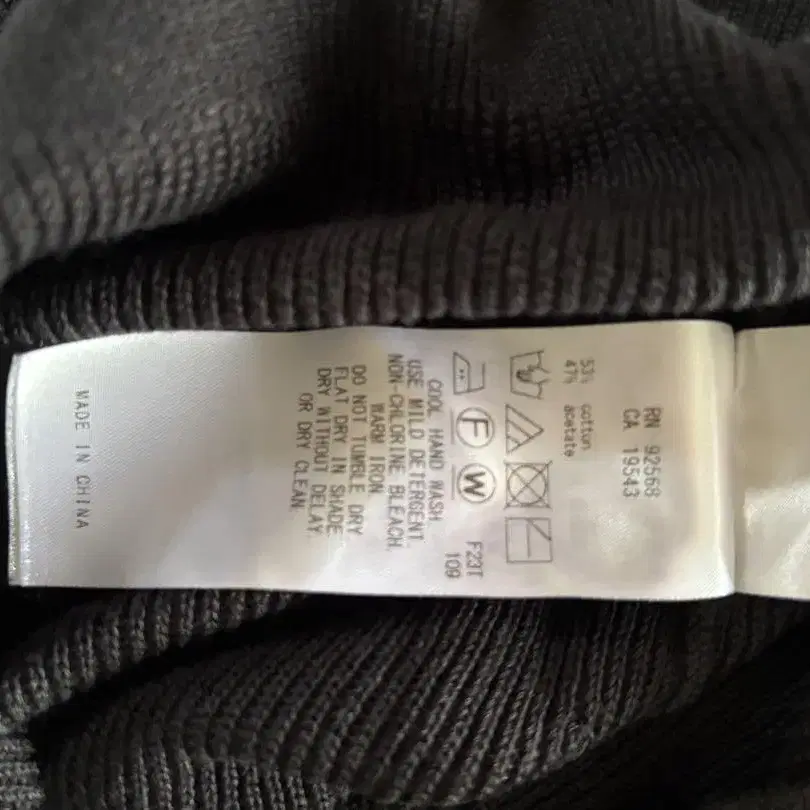 RN 92568
CA 19543
53% cotton
47% acetate
F W
F23T
109
COOL HAND WASH
USE MILD DETERGENT.
NON-CHLORINE BLEACH.
WARM IRON
DO NOT TUMBLE DRY
FLAT DRY IN SHADE
DRY WITHOUT DELAY.
OR DRY CLEAN.
MADE IN CHINA